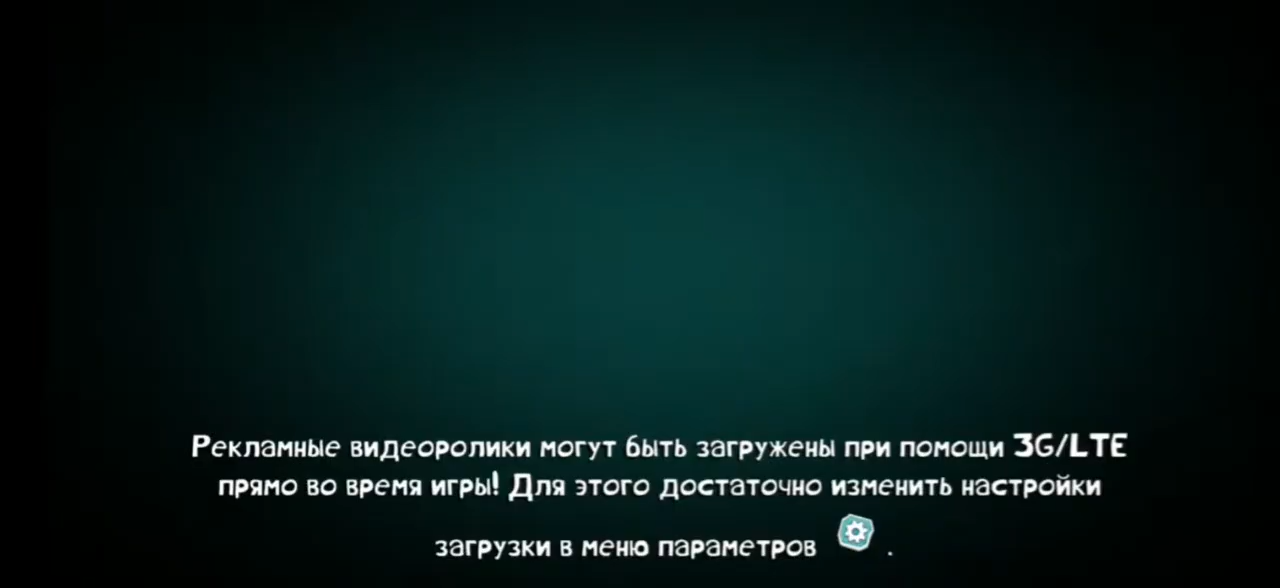 Рекламные видеоролики могут быть загружены при помощи 3G/LTE
прямо во время игры! Для этого достаточно изменить настройки
загрузки в меню параметров .